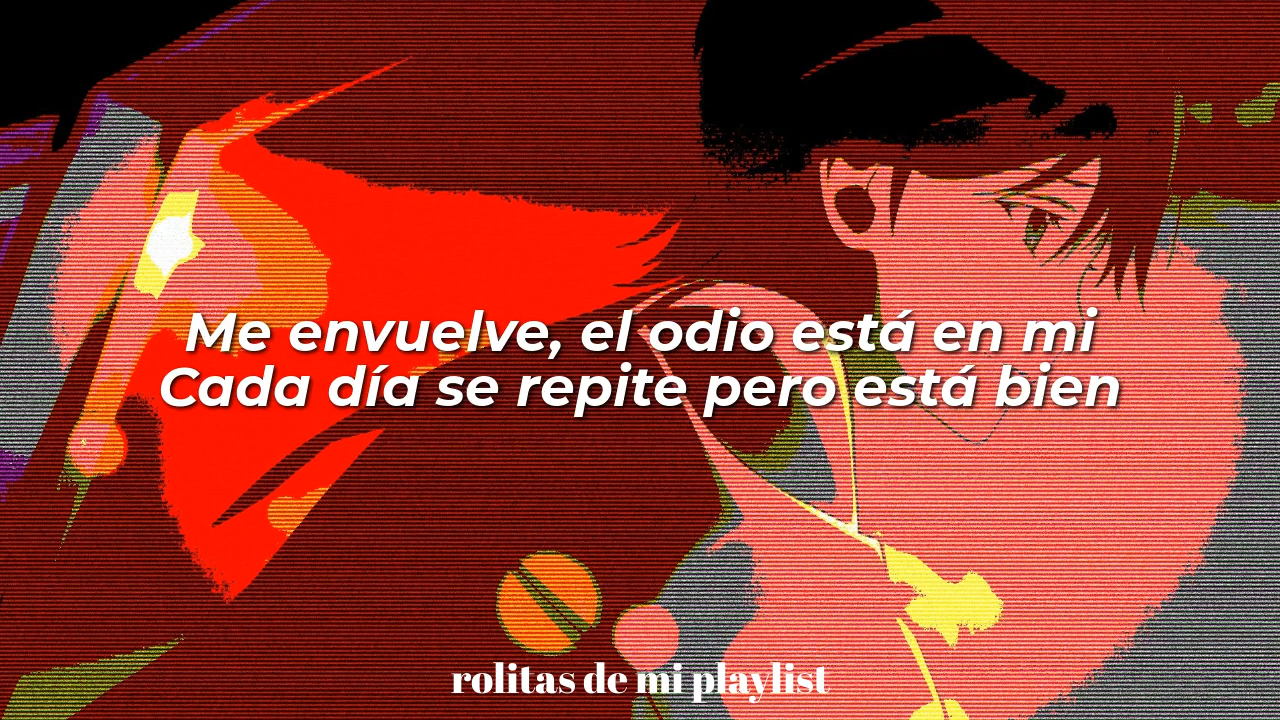 Me envuelve, el odio está en mi
Cada día se repite pero está bien
rolitas de mi playlist